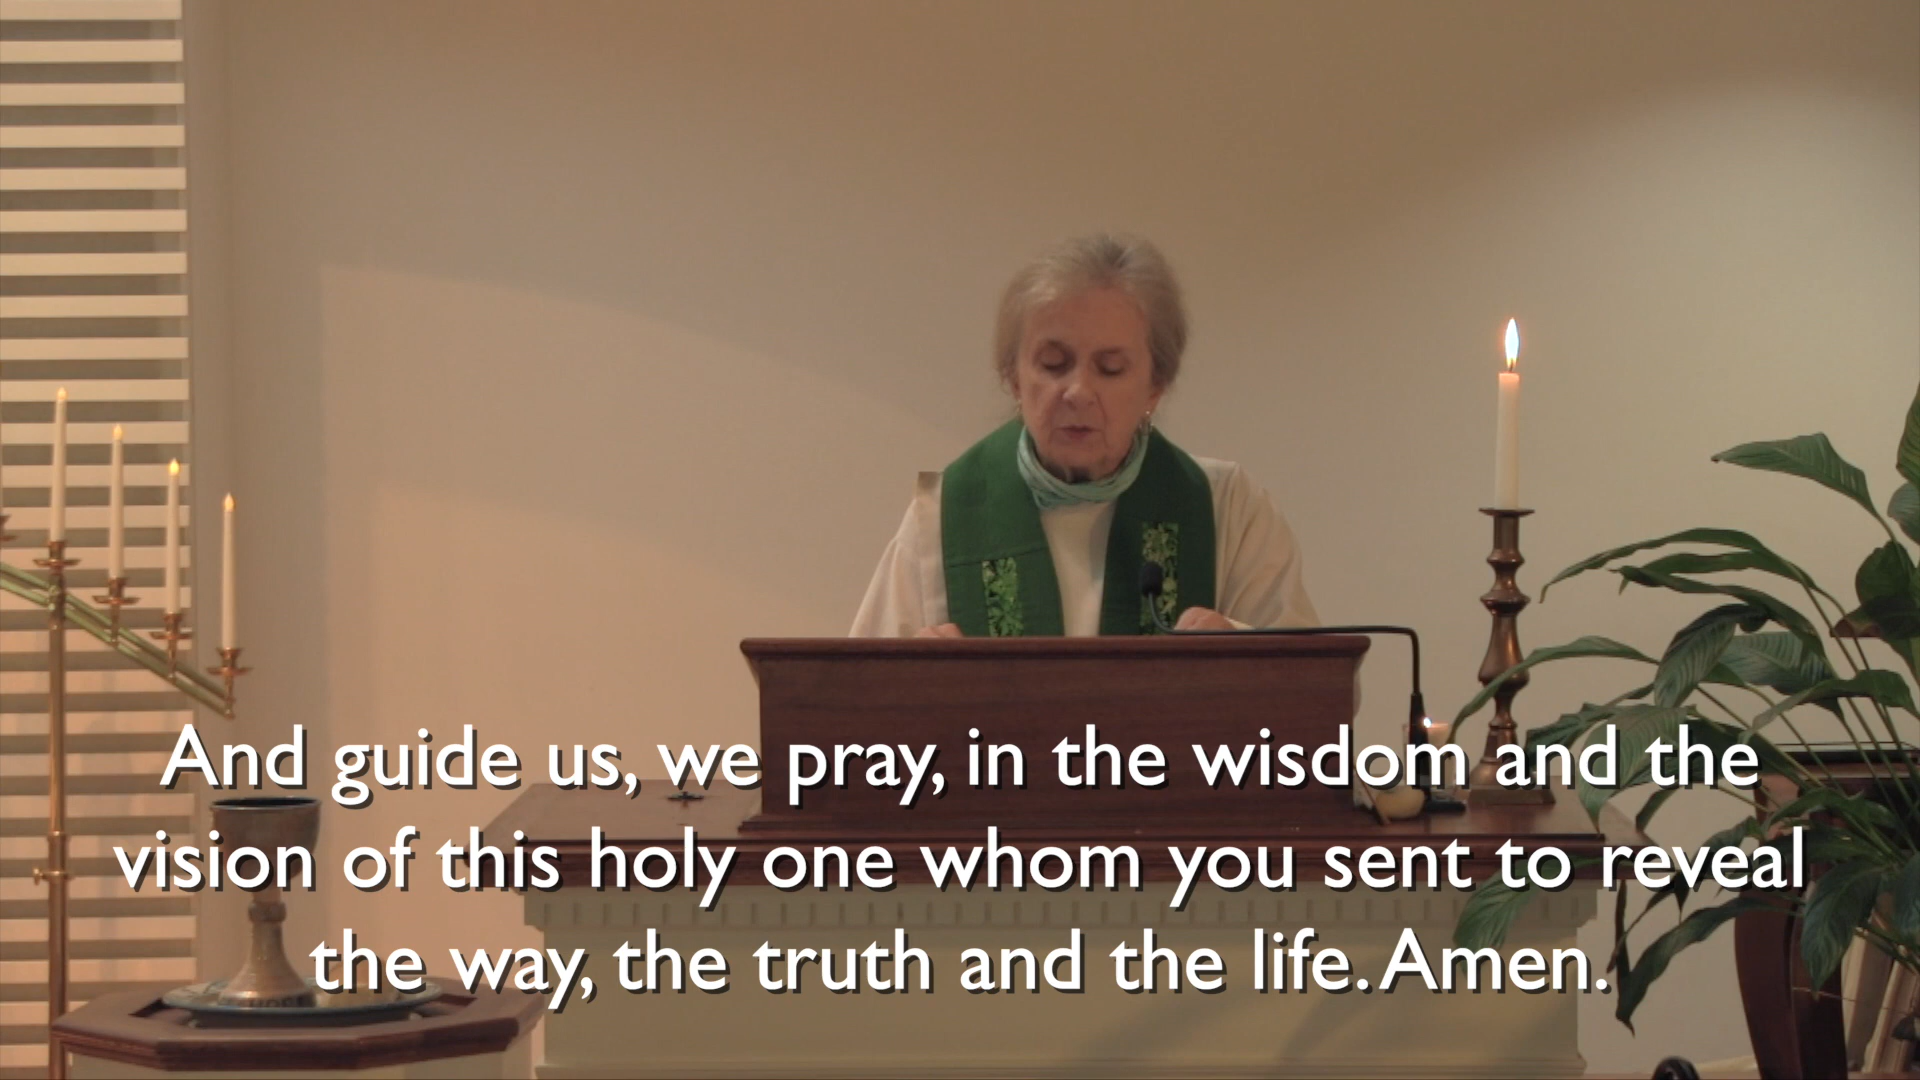 And guide us, we pray, in the wisdom and the
vision of this holy one whom you sent to reveal
the way, the truth and the life. Amen.